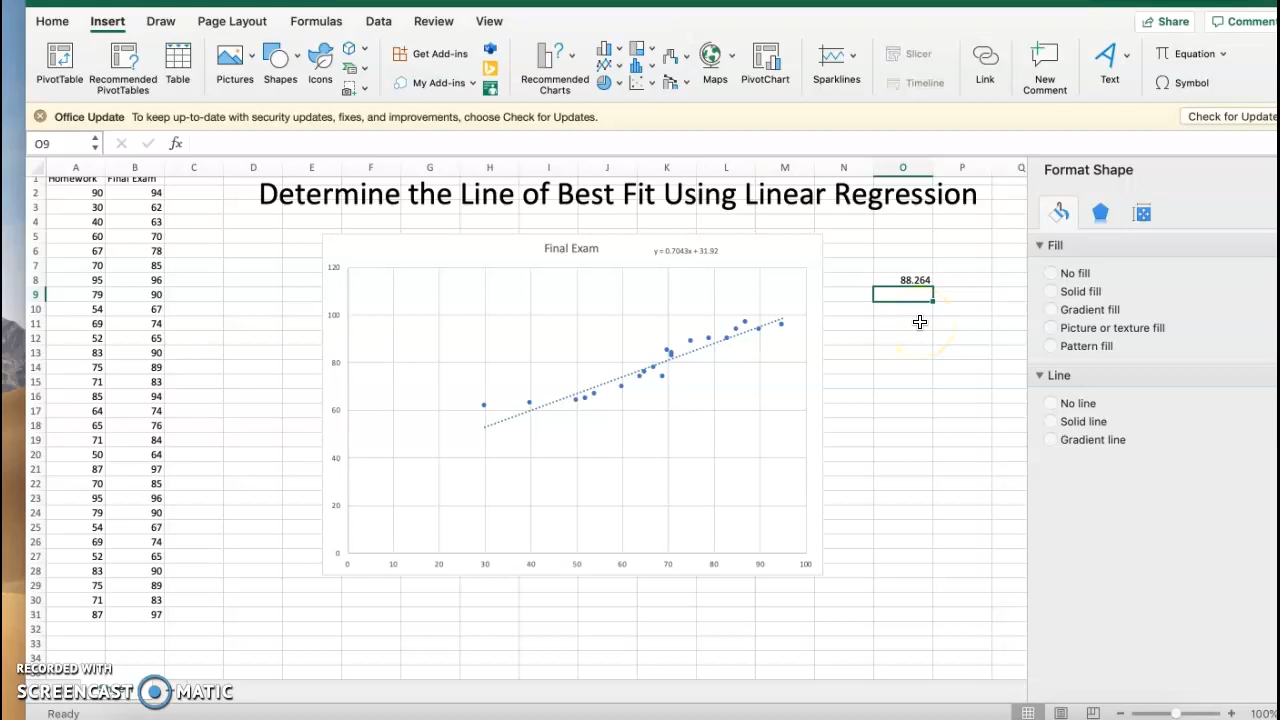 Home Insert Draw Page Layout Formulas Data Review View Share Comment
PivotTable Recommended PivotTables Table Pictures Shapes Icons Get Add-ins My Add-ins Recommended Charts Maps PivotChart Sparklines Slicer Timeline Link New Comment Text Equation Symbol
Office Update To keep up-to-date with security updates, fixes, and improvements, choose Check for Updates. Check for Update
O9 fx
A B C D E F G H I J K L M N O P Q
1 Homework Final Exam
2 90 94
3 30 62
4 40 63
5 60 70
6 67 78
7 70 85
8 95 96
9 79 90
10 54 67
11 69 74
12 52 65
13 83 90
14 75 89
15 71 83
16 85 94
17 64 74
18 65 76
19 71 84
20 50 64
21 87 97
22 70 85
23 95 96
24 79 90
25 54 67
26 69 74
27 52 65
28 83 90
29 75 89
30 71 83
31 87 97
32
33
34
Determine the Line of Best Fit Using Linear Regression
Final Exam
y = 0.7043x + 31.92
120
100
80
60
40
20
0
0 10 20 30 40 50 60 70 80 90 100
88.264
Format Shape
Fill
No fill
Solid fill
Gradient fill
Picture or texture fill
Pattern fill
Line
No line
Solid line
Gradient line
RECORDED WITH
SCREENCAST MATIC
Ready
100%